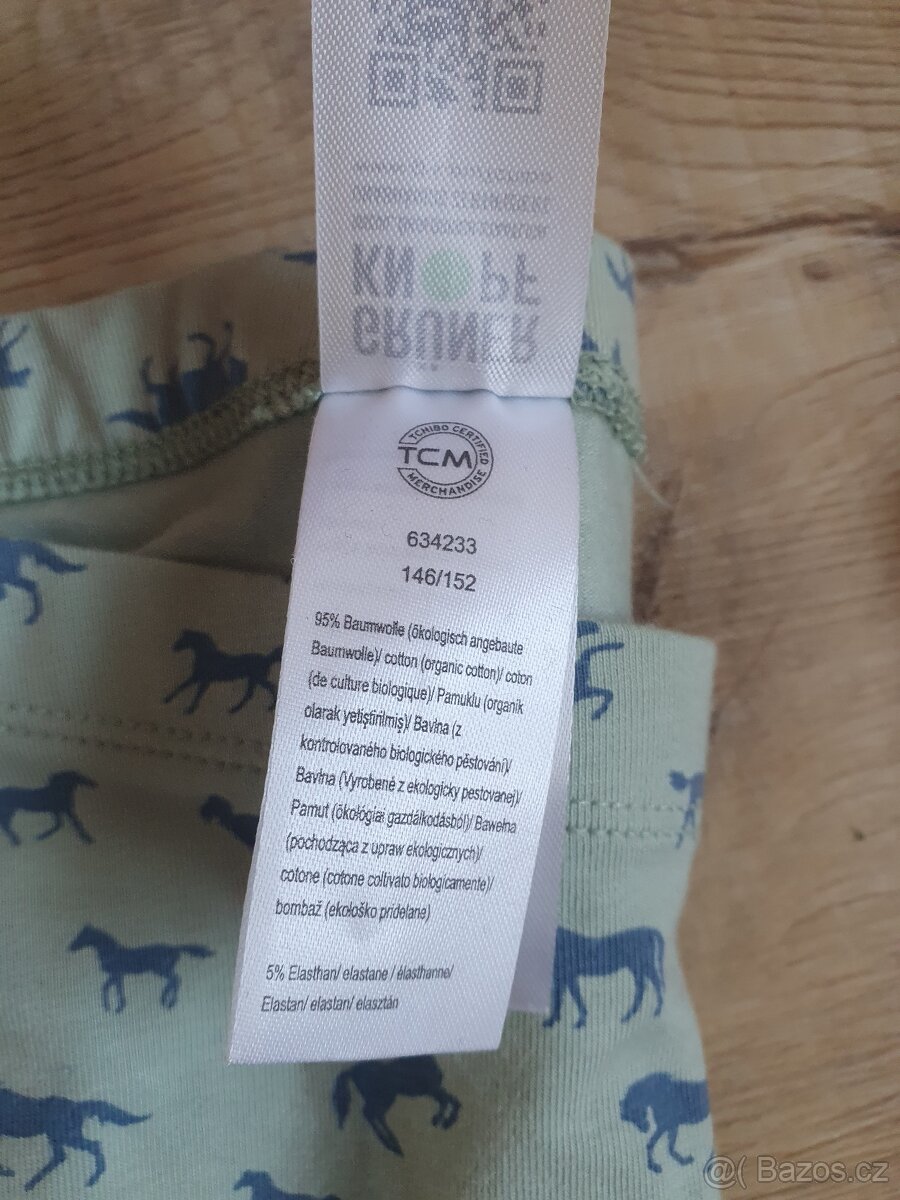 GRÜNER
KNOPF
TCHIBO CERTIFIED
TCM
MERCHANDISE
634233
146/152
95% Baumwolle (ökologisch angebaute
Baumwolle)/ cotton (organic cotton)/ coton
(de culture biologique)/ Pamuklu (organik
olarak yetiştirilmiş)/ Bavlna (z
kontrolovaného biologického pěstování)/
Bavlna (Vyrobené z ekologicky pestovanej)/
Pamut (ökológiai gazdálkodásból)/ Bawełna
(pochodząca z upraw ekologicznych)/
cotone (cotone coltivato biologicamente)/
bombaž (ekološko pridelane)
5% Elasthan/ elastane / élasthanne/
Elastan/ elastan/ elasztán
@( Bazos.cz